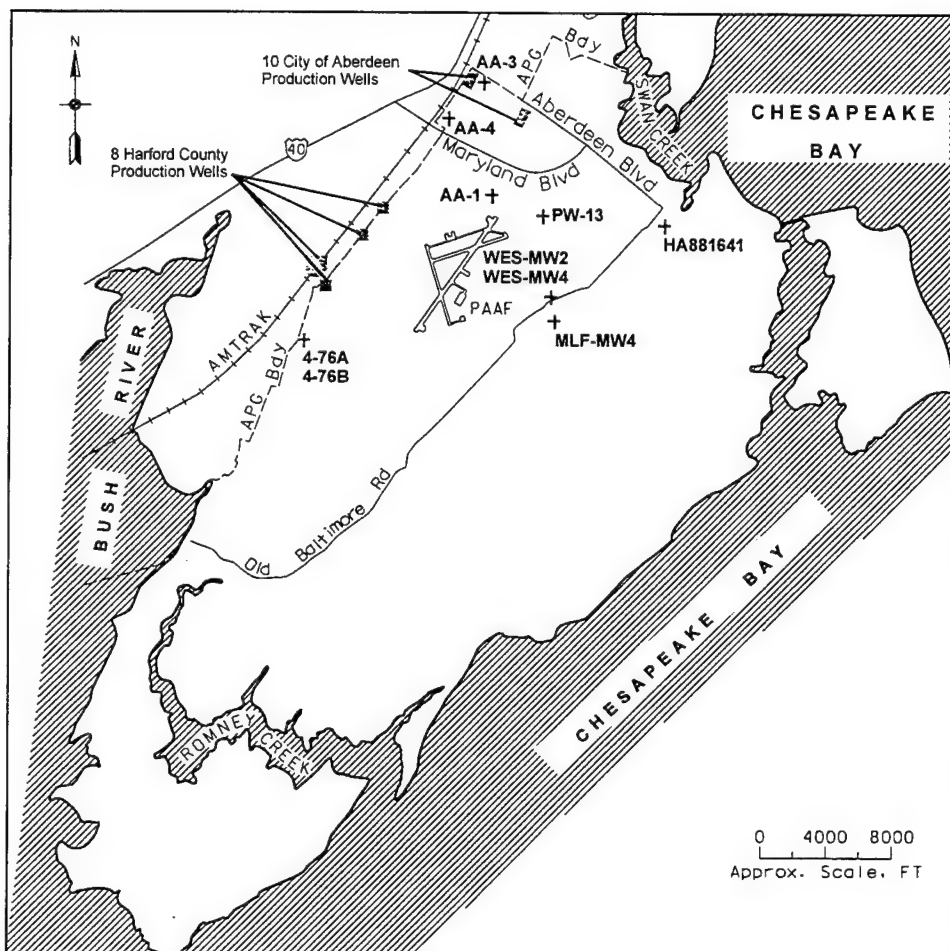 N
10 City of Aberdeen
Production Wells
AA-3
APG Bdy
SWAN CREEK
CHESAPEAKE
BAY
40
8 Harford County
Production Wells
AA-4
Aberdeen Blvd
Maryland Blvd
AA-1
PW-13
HA881641
WES-MW2
WES-MW4
PAAF
MLF-MW4
AMTRAK
4-76A
4-76B
APG Bdy
BUSH RIVER
Old Baltimore Rd
CHESAPEAKE BAY
ROMNEY
CREEK
0 4000 8000
Approx. Scale, FT